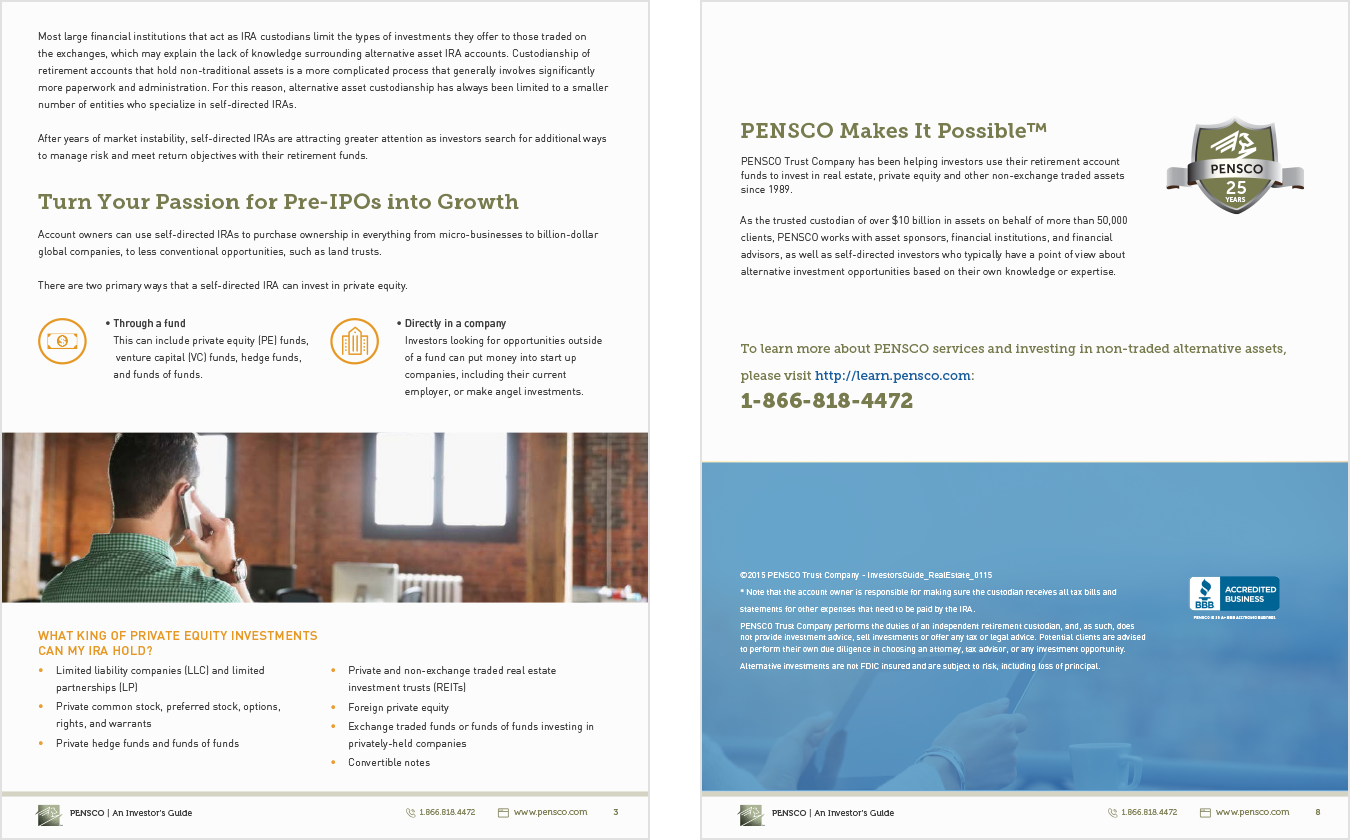 Most large financial institutions that act as IRA custodians limit the types of investments they offer to those traded on
the exchanges, which may explain the lack of knowledge surrounding alternative asset IRA accounts. Custodianship of
retirement accounts that hold non-traditional assets is a more complicated process that generally involves significantly
more paperwork and administration. For this reason, alternative asset custodianship has always been limited to a smaller
number of entities who specialize in self-directed IRAs.
After years of market instability, self-directed IRAs are attracting greater attention as investors search for additional ways
to manage risk and meet return objectives with their retirement funds.
Turn Your Passion for Pre-IPOs into Growth
Account owners can use self-directed IRAs to purchase ownership in everything from micro-businesses to billion-dollar
global companies, to less conventional opportunities, such as land trusts.
There are two primary ways that a self-directed IRA can invest in private equity.
• Through a fund
This can include private equity (PE) funds,
venture capital (VC) funds, hedge funds,
and funds of funds.
• Directly in a company
Investors looking for opportunities outside
of a fund can put money into start up
companies, including their current
employer, or make angel investments.
WHAT KING OF PRIVATE EQUITY INVESTMENTS
CAN MY IRA HOLD?
• Limited liability companies (LLC) and limited
partnerships (LP)
• Private common stock, preferred stock, options,
rights, and warrants
• Private hedge funds and funds of funds
• Private and non-exchange traded real estate
investment trusts (REITs)
• Foreign private equity
• Exchange traded funds or funds of funds investing in
privately-held companies
• Convertible notes
PENSCO | An Investor's Guide
1.866.818.4472
www.pensco.com
3
PENSCO Makes It Possible™
PENSCO Trust Company has been helping investors use their retirement account
funds to invest in real estate, private equity and other non-exchange traded assets
since 1989.
PENSCO
25
YEARS
As the trusted custodian of over $10 billion in assets on behalf of more than 50,000
clients, PENSCO works with asset sponsors, financial institutions, and financial
advisors, as well as self-directed investors who typically have a point of view about
alternative investment opportunities based on their own knowledge or expertise.
To learn more about PENSCO services and investing in non-traded alternative assets,
please visit http://learn.pensco.com:
1-866-818-4472
©2015 PENSCO Trust Company - InvestorsGuide_RealEstate_0115
* Note that the account owner is responsible for making sure the custodian receives all tax bills and
statements for other expenses that need to be paid by the IRA.
PENSCO Trust Company performs the duties of an independent retirement custodian, and, as such, does
not provide investment advice, sell investments or offer any tax or legal advice. Potential clients are advised
to perform their own due diligence in choosing an attorney, tax advisor, or any investment opportunity.
Alternative investments are not FDIC insured and are subject to risk, including loss of principal.
BBB
ACCREDITED
BUSINESS
PENSCO | An Investor's Guide
1.866.818.4472
www.pensco.com
8